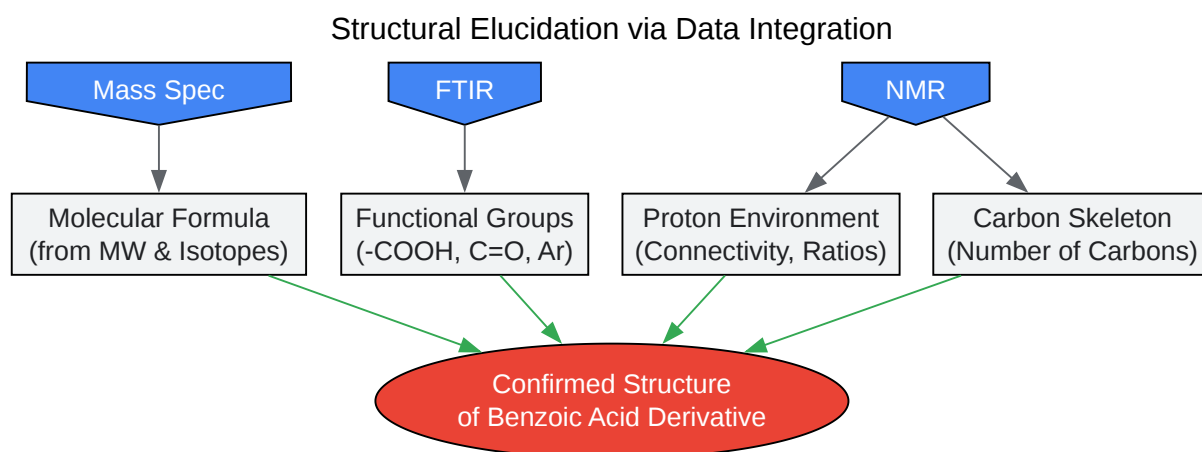 Structural Elucidation via Data Integration
Mass Spec
FTIR
NMR
Molecular Formula
(from MW & Isotopes)
Functional Groups
(-COOH, C=O, Ar)
Proton Environment
(Connectivity, Ratios)
Carbon Skeleton
(Number of Carbons)
Confirmed Structure
of Benzoic Acid Derivative